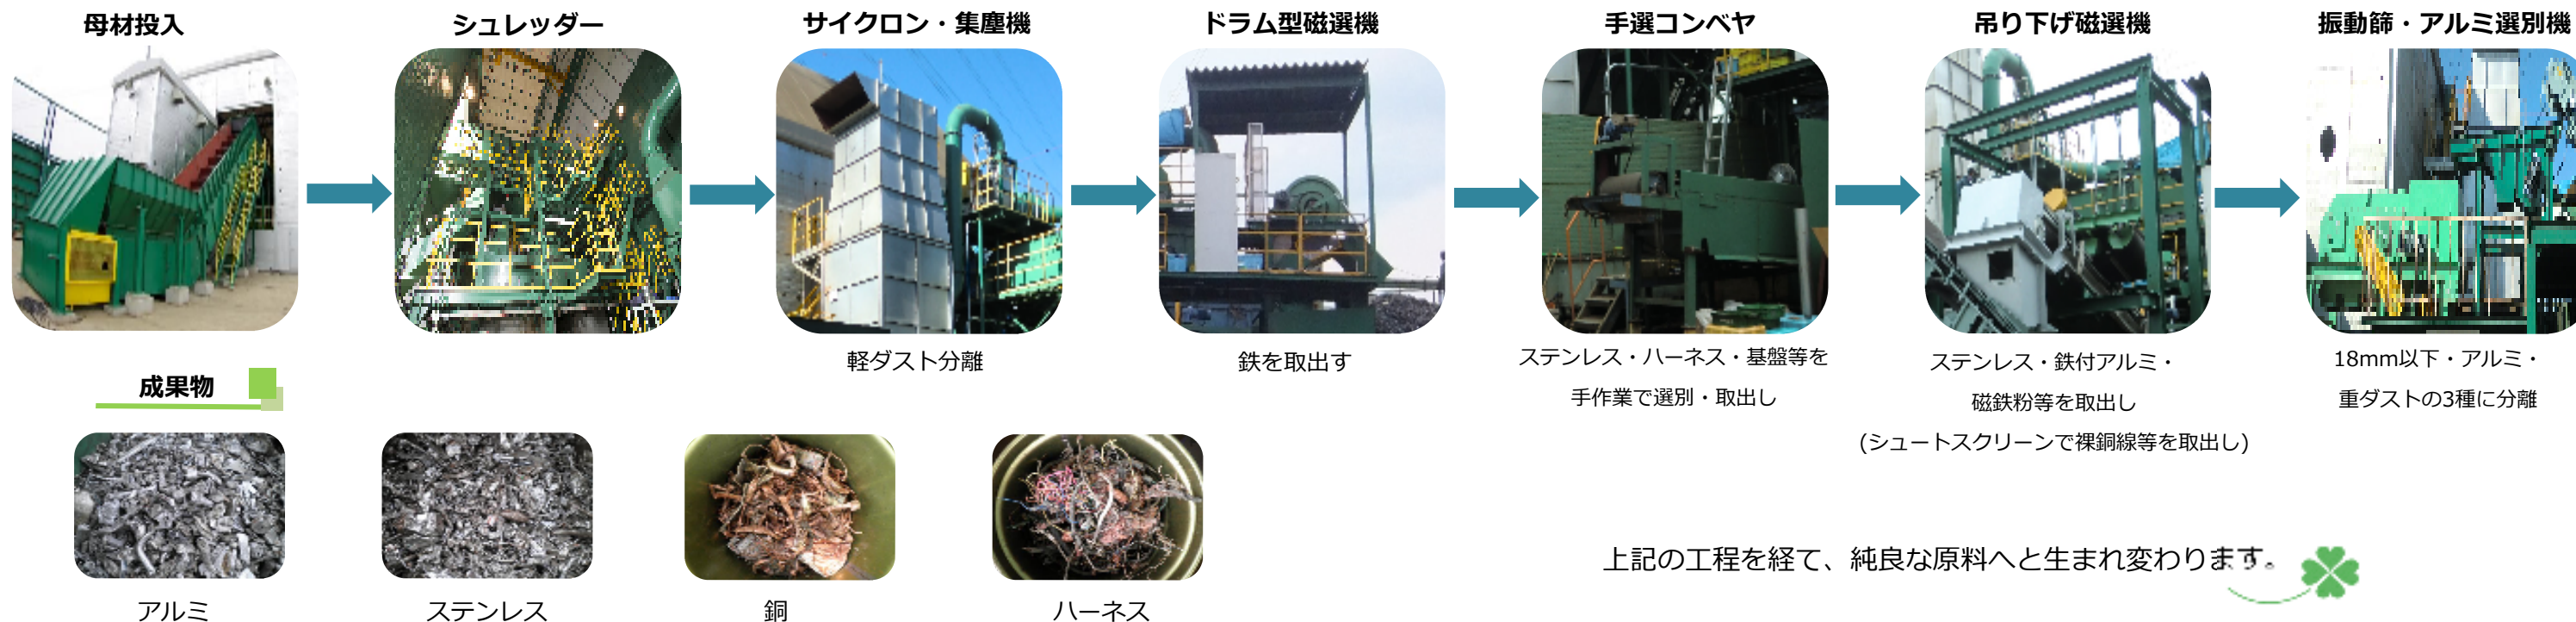 母材投入
シュレッダー
サイクロン・集塵機
ドラム型磁選機
手選コンベヤ
吊り下げ磁選機
振動篩・アルミ選別機
軽ダスト分離
鉄を取出す
ステンレス・ハーネス・基盤等を
手作業で選別・取出し
ステンレス・鉄付アルミ・
磁鉄粉等を取出し
(シュートスクリーンで裸銅線等を取出し)
18mm以下・アルミ・
重ダストの3種に分離
成果物
アルミ
ステンレス
銅
ハーネス
上記の工程を経て、純良な原料へと生まれ変わります。